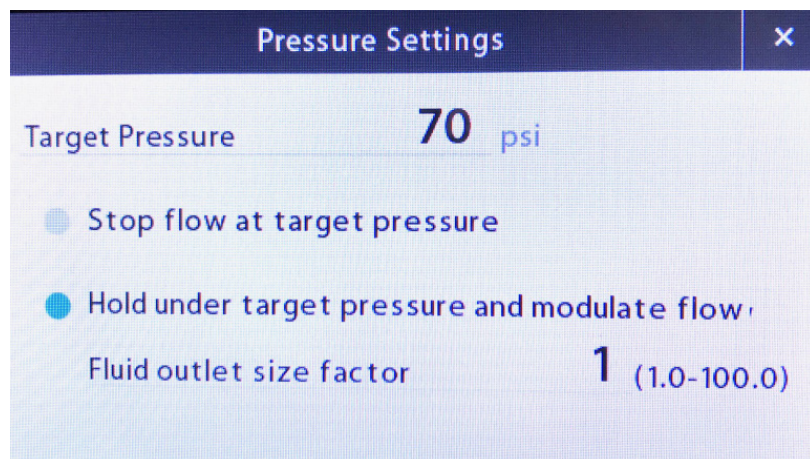 Pressure Settings ×
Target Pressure 70 psi
Stop flow at target pressure
Hold under target pressure and modulate flow
Fluid outlet size factor 1 (1.0-100.0)